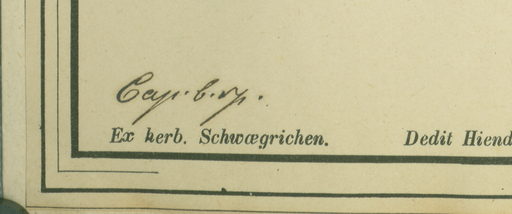 Cap. b. sp.
Ex herb. Schwægrichen. Dedit Hiend